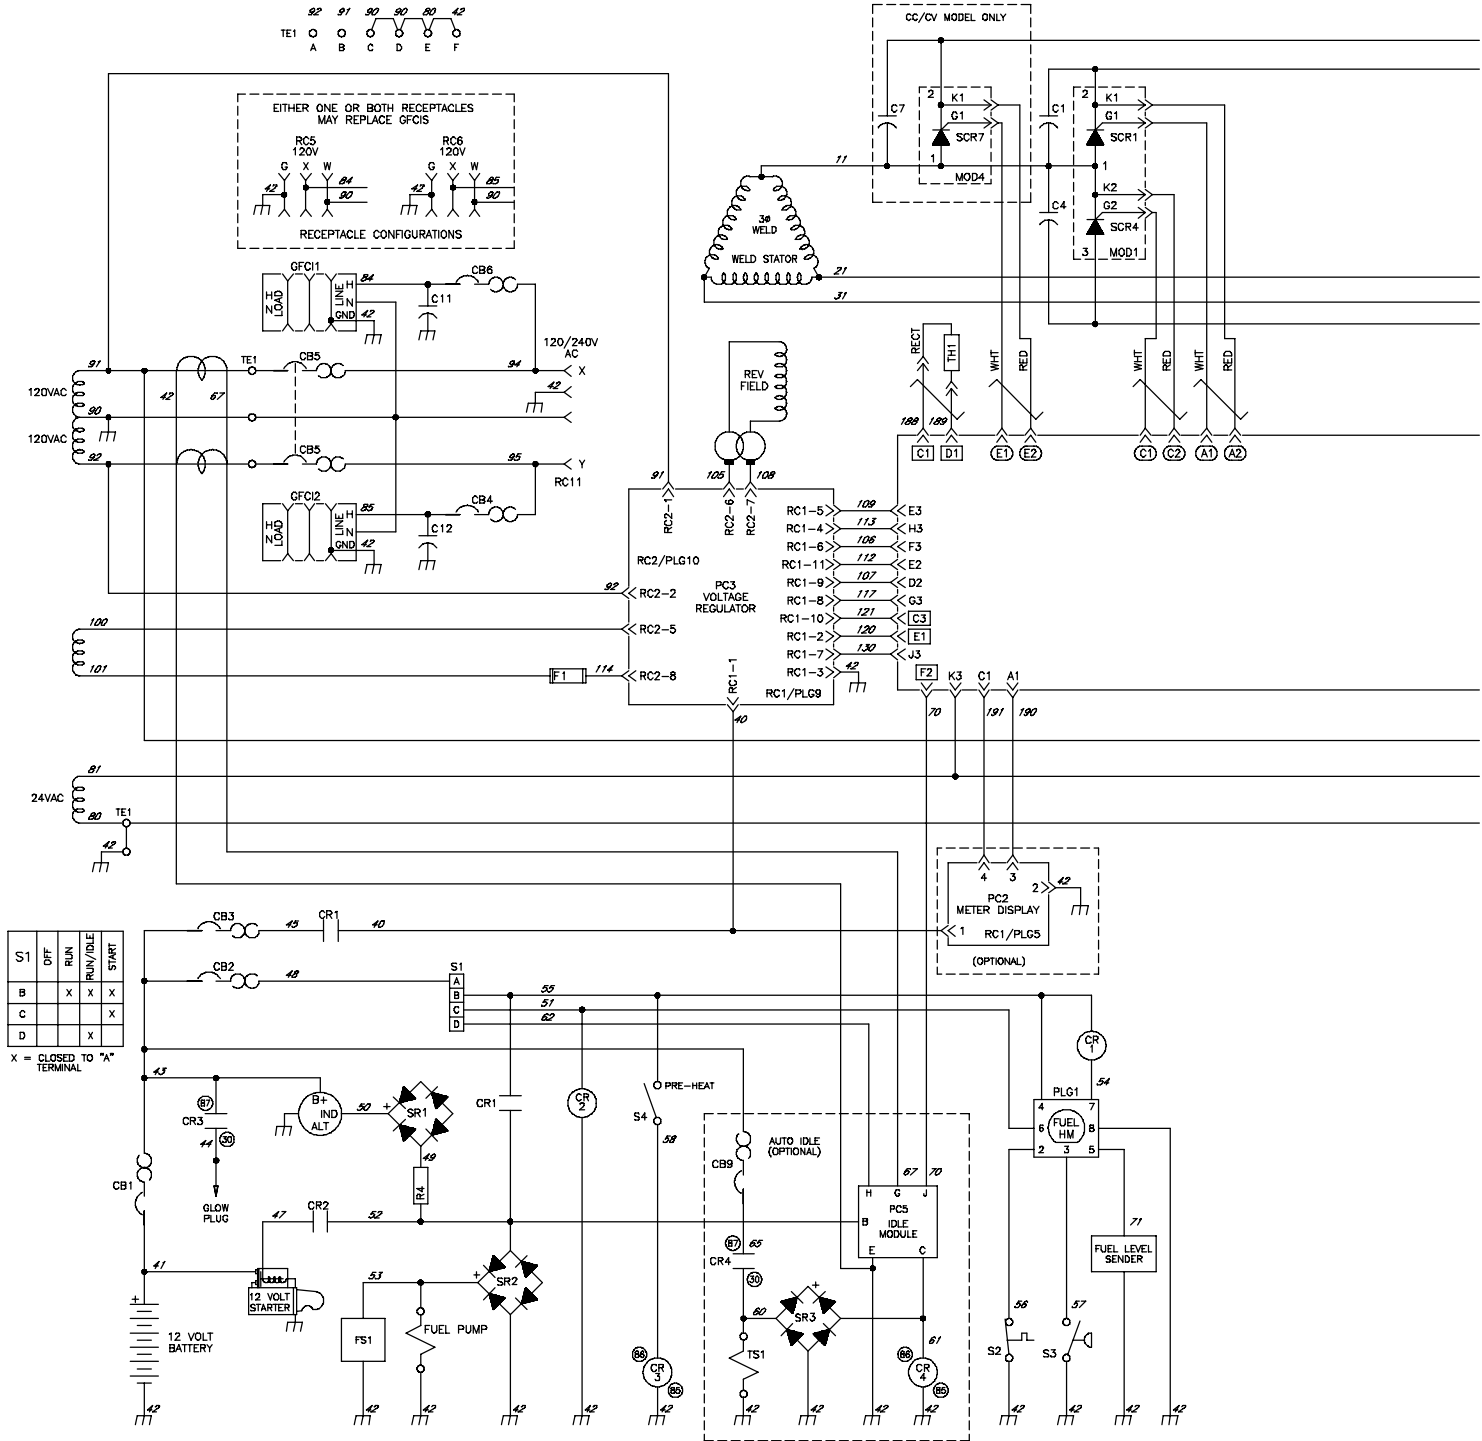 92 91 90 90 80 42
TE1
A B C D E F
CC/CV MODEL ONLY
C7
2 K1
G1
SCR7
1
MOD4
C1
2 K1
G1
SCR1
1
K2
G2
C4
SCR4
3 MOD1
EITHER ONE OR BOTH RECEPTACLES
MAY REPLACE GFCIS
RC5
120V
G X W
42 84
90
RC6
120V
G X W
42 85
90
RECEPTACLE CONFIGURATIONS
11
3ø
WELD
WELD STATOR
21
31
GFCI1
H
N
LOAD
LINE
H
N
GND
84
42
C11
CB6
120/240V
AC
91
TE1
CB5
94
X
120VAC
42 67
42
90
120VAC
92
CB5
95
Y
RC11
GFCI2
H
N
LOAD
LINE
H
N
GND
85
42
C12
CB4
REV
FIELD
RECT
TH1
WHT
RED
WHT
RED
WHT
RED
188 189
C1 D1 E1 E2 C1 C2 A1 A2
91 105 108
RC2-1
RC2-6
RC2-7
RC2/PLG10
PC3
VOLTAGE
REGULATOR
92 RC2-2
100 RC2-5
101 F1 114 RC2-8
RC1-5 109 E3
RC1-4 113 H3
RC1-6 106 F3
RC1-11 112 E2
RC1-9 107 D2
RC1-8 117 G3
RC1-10 121 C3
RC1-2 120 E1
RC1-7 130 J3
RC1-3 42
RC1-1
RC1/PLG9
40
F2 K3 C1 A1
70 191 190
81
24VAC
80
TE1
42
4 3
PC2
METER DISPLAY
2 42
1 RC1/PLG5
(OPTIONAL)
S1 OFF RUN RUN/IDLE START
B X X X
C X
D X
X = CLOSED TO "A"
TERMINAL
CB3 45 CR1 40
CB2 48
S1
A
B 55
C 51
D 62
43
87
CR3
44 30
GLOW
PLUG
B+
IND
ALT
50
SR1
49
R4
CR1
CR2
47 52
CB1
41
12 VOLT
STARTER
12 VOLT
BATTERY
42
53
SR2
FS1
42
FUEL PUMP
42
42
CR
2
42
PRE-HEAT
S4
58
86
CR
3
85
42
AUTO IDLE
(OPTIONAL)
CB9
87 65
CR4
30
60
SR3
TS1
42
42
67 70
H G J
PC5
B IDLE
MODULE
E C
61
86
CR
4
85
42
42
CR
1
54
PLG1
4 7
6 FUEL
HM 8
2 3 5
71
FUEL LEVEL
SENDER
56
S2
42
57
S3
42
42
42